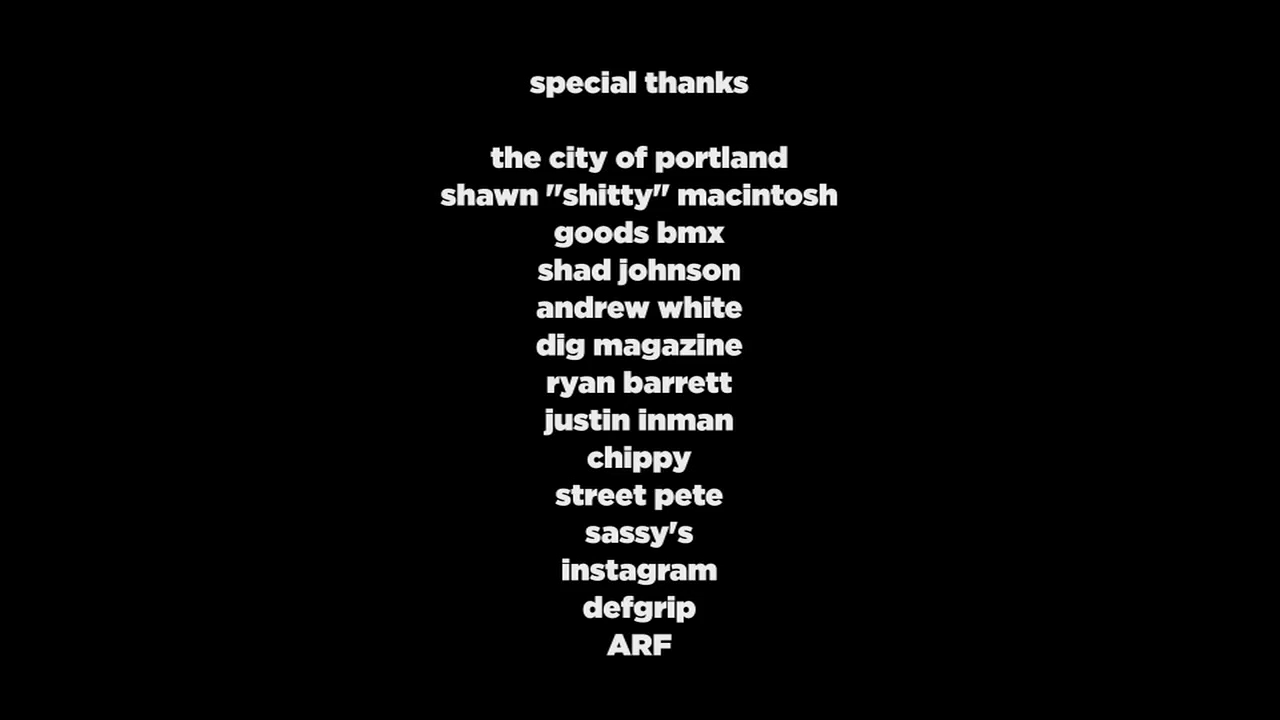 special thanks
the city of portland
shawn "shitty" macintosh
goods bmx
shad johnson
andrew white
dig magazine
ryan barrett
justin inman
chippy
street pete
sassy's
instagram
defgrip
ARF